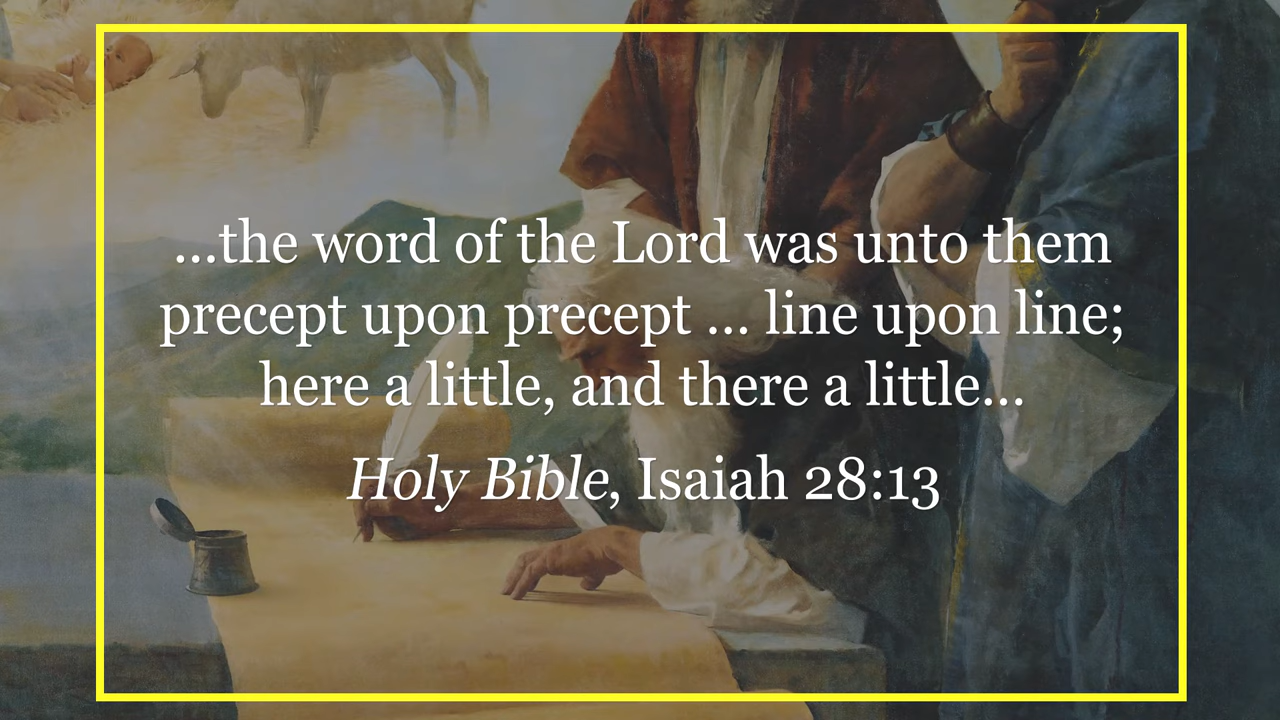 ...the word of the Lord was unto them
precept upon precept ... line upon line;
here a little, and there a little...
Holy Bible, Isaiah 28:13